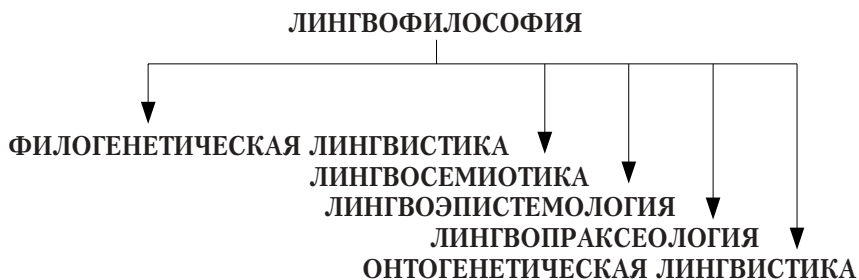 ЛИНГВОФИЛОСОФИЯ
ФИЛОГЕНЕТИЧЕСКАЯ ЛИНГВИСТИКА
ЛИНГВОСЕМИОТИКА
ЛИНГВОЭПИСТЕМОЛОГИЯ
ЛИНГВОПРАКСЕОЛОГИЯ
ОНТОГЕНЕТИЧЕСКАЯ ЛИНГВИСТИКА